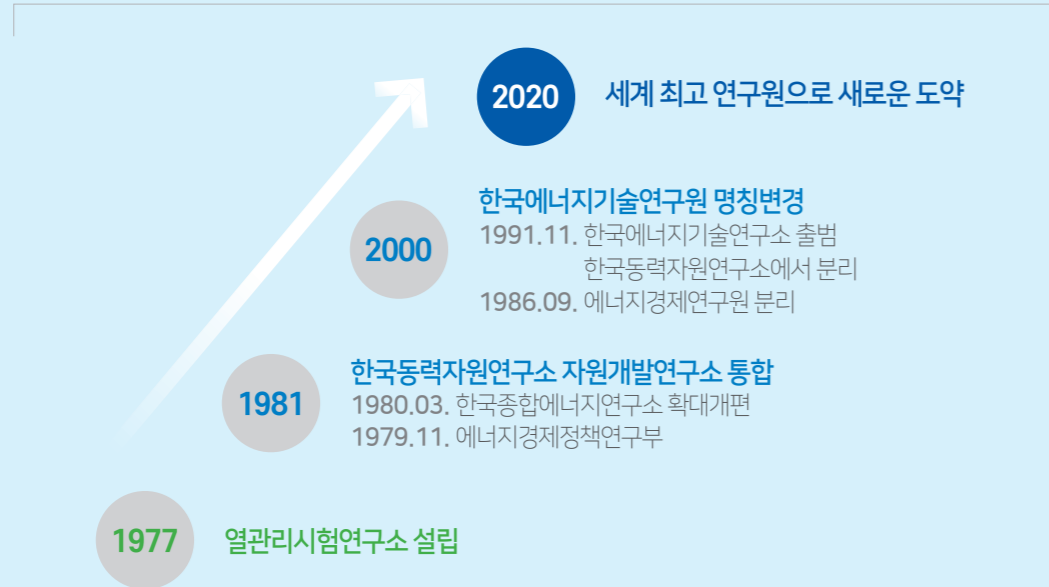 2020 세계 최고 연구원으로 새로운 도약
한국에너지기술연구원 명칭변경
2000
1991.11. 한국에너지기술연구소 출범
한국동력자원연구소에서 분리
1986.09. 에너지경제연구원 분리
한국동력자원연구소 자원개발연구소 통합
1981
1980.03. 한국종합에너지연구소 확대개편
1979.11. 에너지경제정책연구부
1977 열관리시험연구소 설립